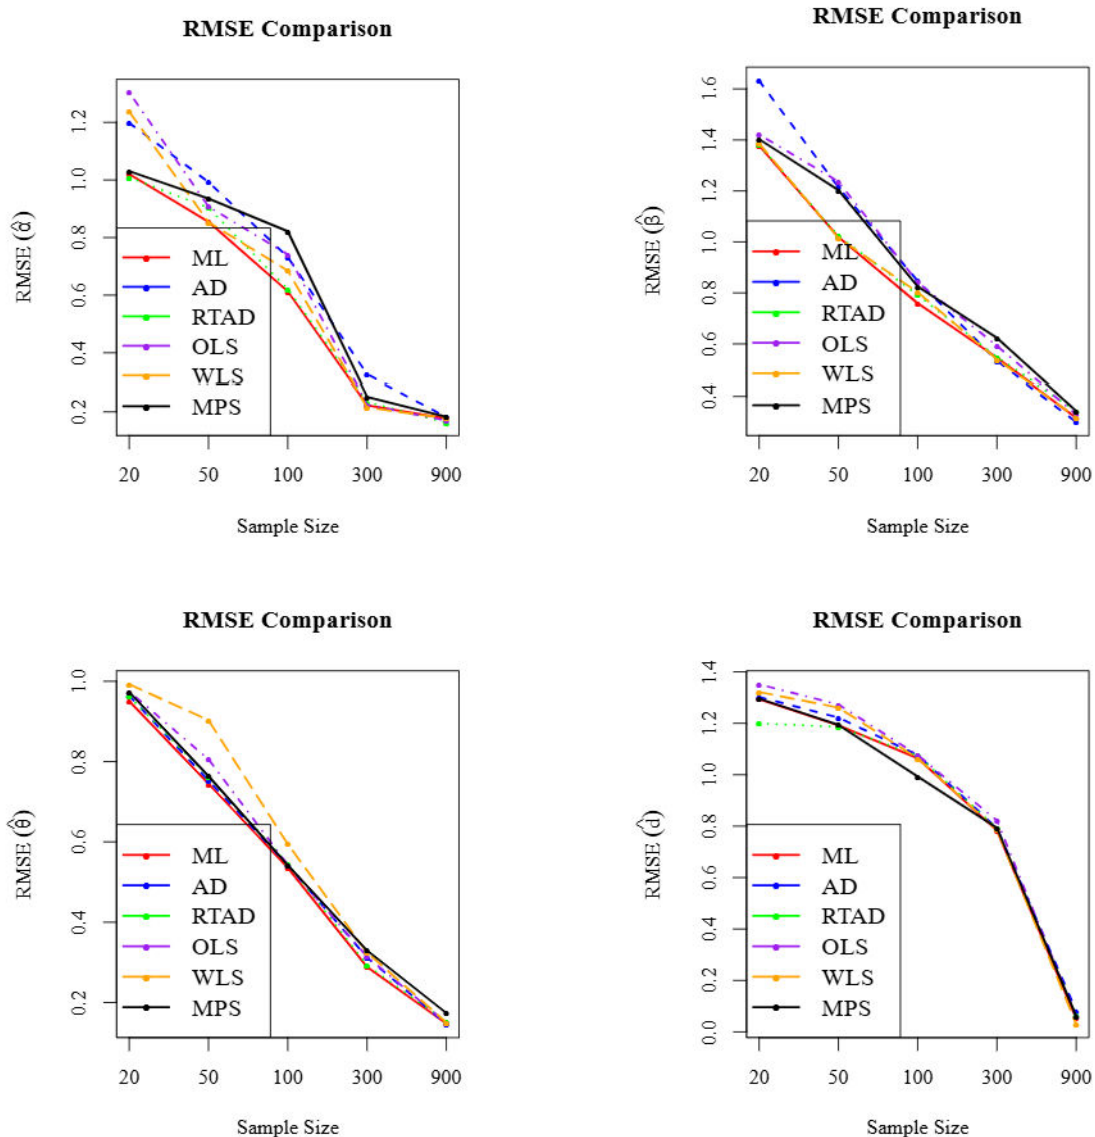 RMSE Comparison
RMSE (α̂)
1.2
1.0
0.8
0.6
0.4
0.2
ML
AD
RTAD
OLS
WLS
MPS
20 50 100 300 900
Sample Size
RMSE Comparison
RMSE (β̂)
1.6
1.4
1.2
1.0
0.8
0.6
0.4
ML
AD
RTAD
OLS
WLS
MPS
20 50 100 300 900
Sample Size
RMSE Comparison
RMSE (θ̂)
1.0
0.8
0.6
0.4
0.2
ML
AD
RTAD
OLS
WLS
MPS
20 50 100 300 900
Sample Size
RMSE Comparison
RMSE (d̂)
1.4
1.2
1.0
0.8
0.6
0.4
0.2
0.0
ML
AD
RTAD
OLS
WLS
MPS
20 50 100 300 900
Sample Size